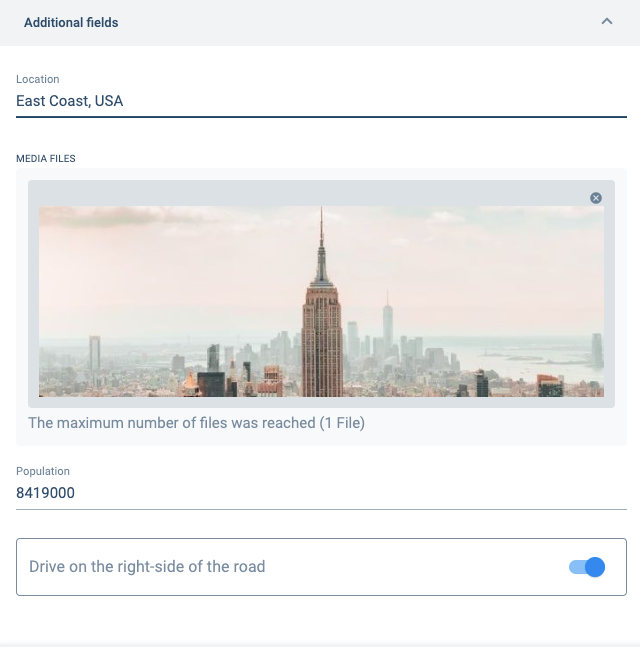 Additional fields
Location
East Coast, USA
MEDIA FILES
The maximum number of files was reached (1 File)
Population
8419000
Drive on the right-side of the road